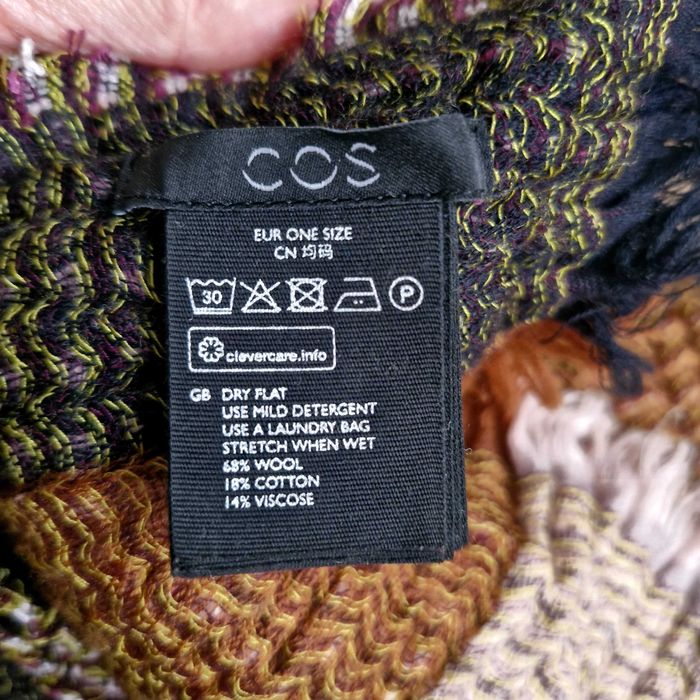 COS
EUR ONE SIZE
CN 均码
30 P
clevercare.info
GB DRY FLAT
USE MILD DETERGENT
USE A LAUNDRY BAG
STRETCH WHEN WET
68% WOOL
18% COTTON
14% VISCOSE